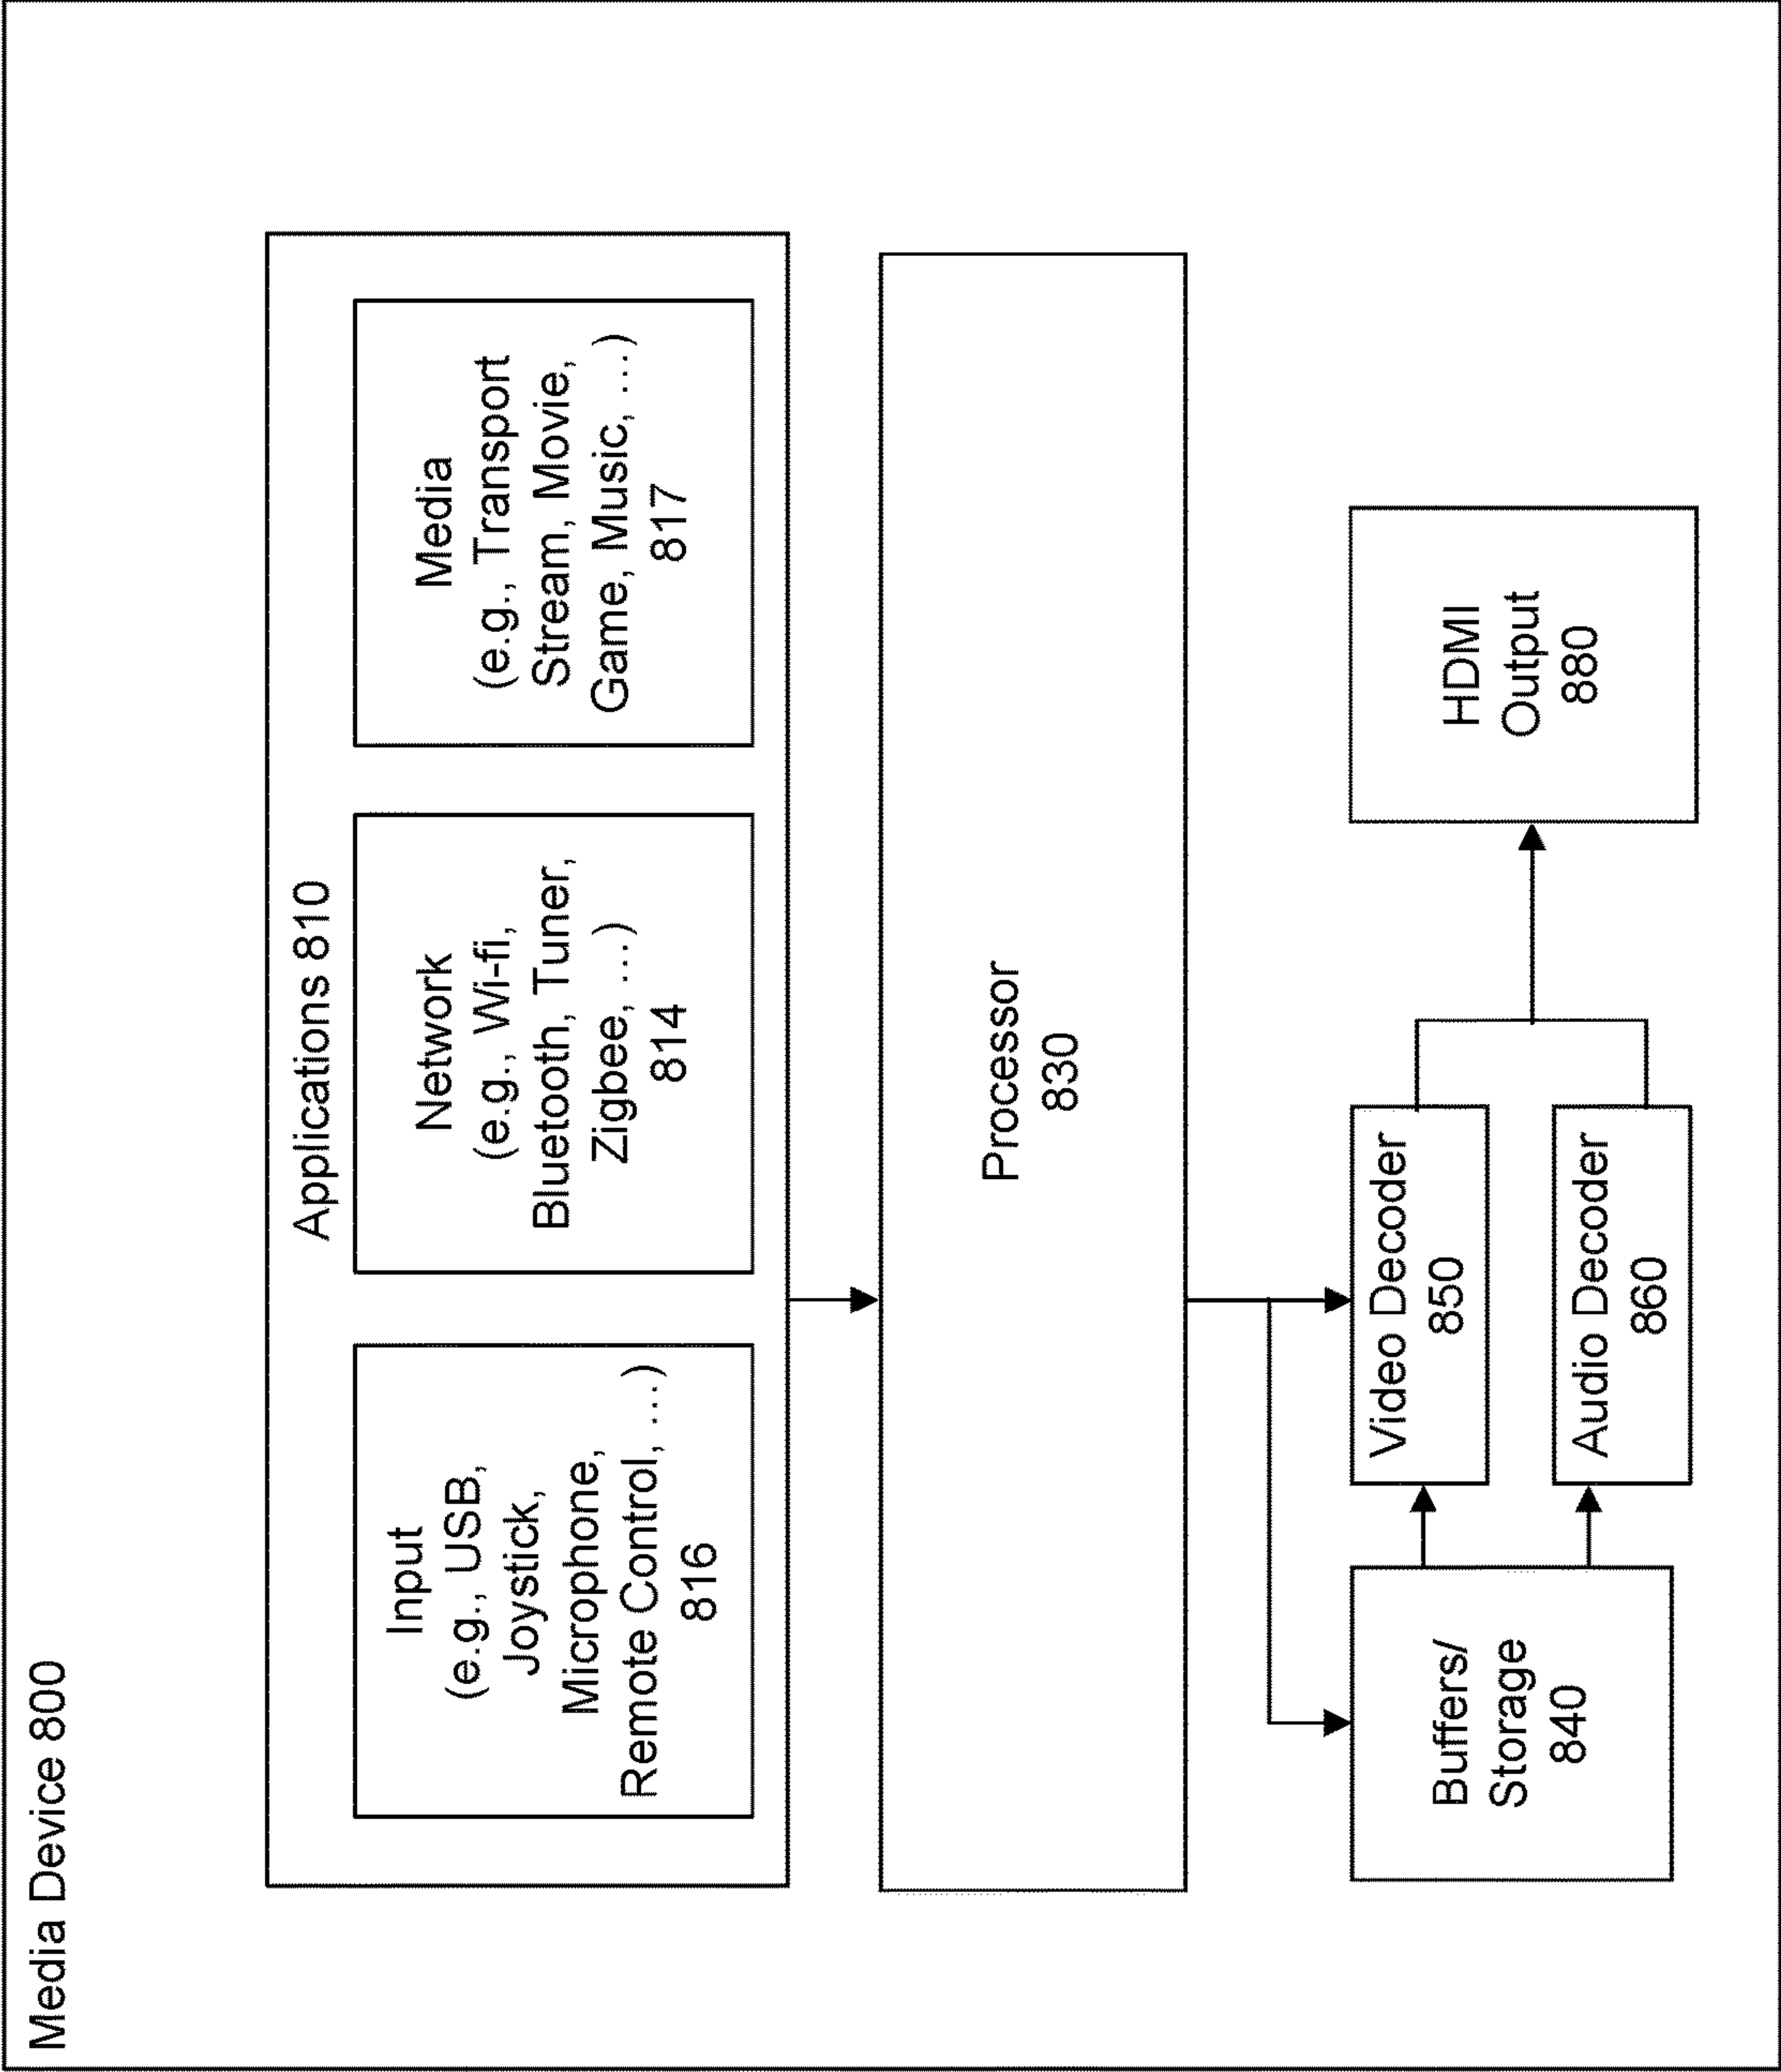 Media Device 800
Applications 810
Input
(e.g., USB,
Joystick,
Microphone,
Remote Control, …)
816
Network
(e.g., Wi-fi,
Bluetooth, Tuner,
Zigbee, …)
814
Media
(e.g., Transport
Stream, Movie,
Game, Music, …)
817
Processor
830
Buffers/
Storage
840
Video Decoder
850
Audio Decoder
860
HDMI
Output
880